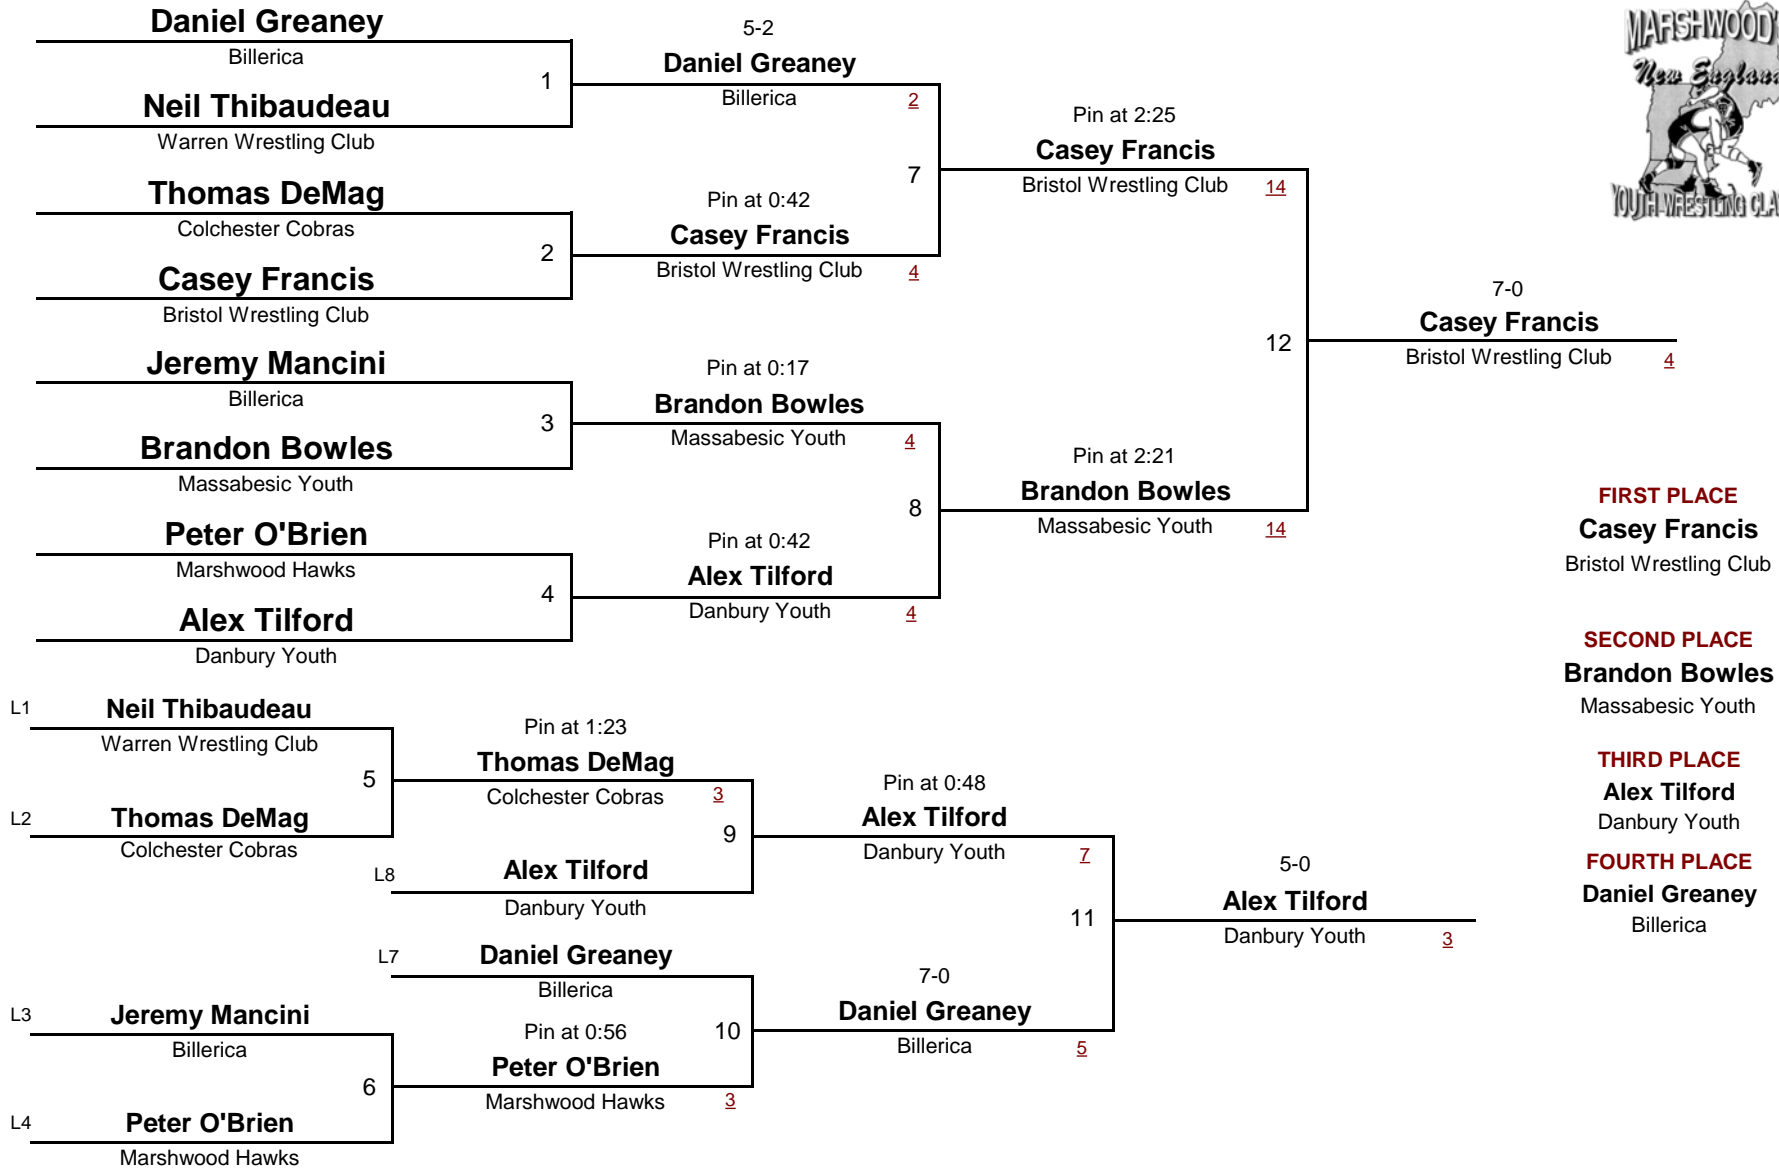 Daniel Greaney
Billerica
1
Neil Thibaudeau
Warren Wrestling Club
Thomas DeMag
Colchester Cobras
2
Casey Francis
Bristol Wrestling Club
Jeremy Mancini
Billerica
3
Brandon Bowles
Massabesic Youth
Peter O'Brien
Marshwood Hawks
4
Alex Tilford
Danbury Youth
5-2
Daniel Greaney
Billerica 2
7
Pin at 0:42
Casey Francis
Bristol Wrestling Club 4
Pin at 0:17
Brandon Bowles
Massabesic Youth 4
8
Pin at 0:42
Alex Tilford
Danbury Youth 4
Pin at 2:25
Casey Francis
Bristol Wrestling Club 14
12
Pin at 2:21
Brandon Bowles
Massabesic Youth 14
7-0
Casey Francis
Bristol Wrestling Club 4
MARSHWOOD'S
New England
YOUTH WRESTLING
FIRST PLACE
Casey Francis
Bristol Wrestling Club
SECOND PLACE
Brandon Bowles
Massabesic Youth
THIRD PLACE
Alex Tilford
Danbury Youth
FOURTH PLACE
Daniel Greaney
Billerica
L1 Neil Thibaudeau
Warren Wrestling Club
5
L2 Thomas DeMag
Colchester Cobras
Pin at 1:23
Thomas DeMag
Colchester Cobras 3
9
L8 Alex Tilford
Danbury Youth
L7 Daniel Greaney
Billerica
10
L3 Jeremy Mancini
Billerica
6
L4 Peter O'Brien
Marshwood Hawks
Pin at 0:56
Peter O'Brien
Marshwood Hawks 3
Pin at 0:48
Alex Tilford
Danbury Youth 7
11
7-0
Daniel Greaney
Billerica 5
5-0
Alex Tilford
Danbury Youth 3